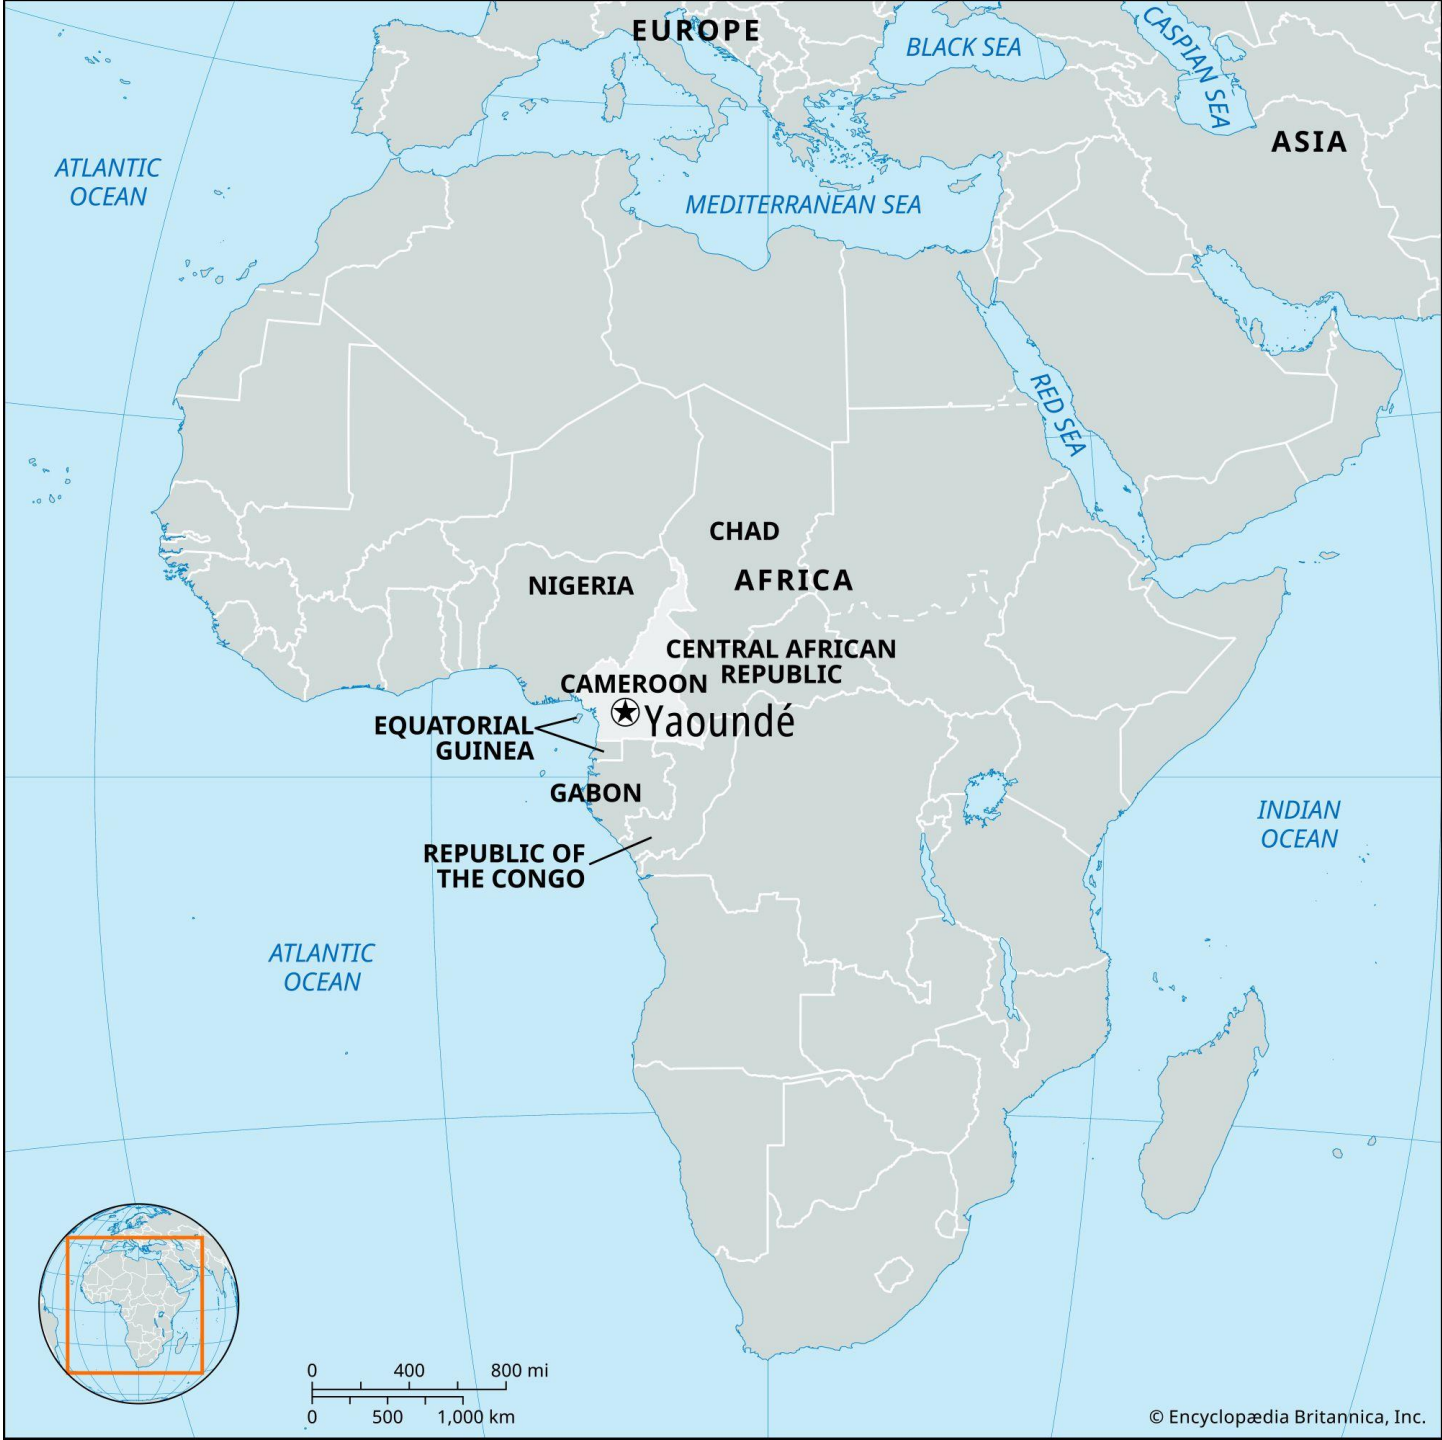 EUROPE
BLACK SEA
CASPIAN SEA
ASIA
ATLANTIC
OCEAN
MEDITERRANEAN SEA
RED SEA
CHAD
NIGERIA
AFRICA
CENTRAL AFRICAN
REPUBLIC
CAMEROON
Yaoundé
EQUATORIAL
GUINEA
GABON
INDIAN
OCEAN
REPUBLIC OF
THE CONGO
ATLANTIC
OCEAN
0 400 800 mi
0 500 1,000 km
© Encyclopædia Britannica, Inc.